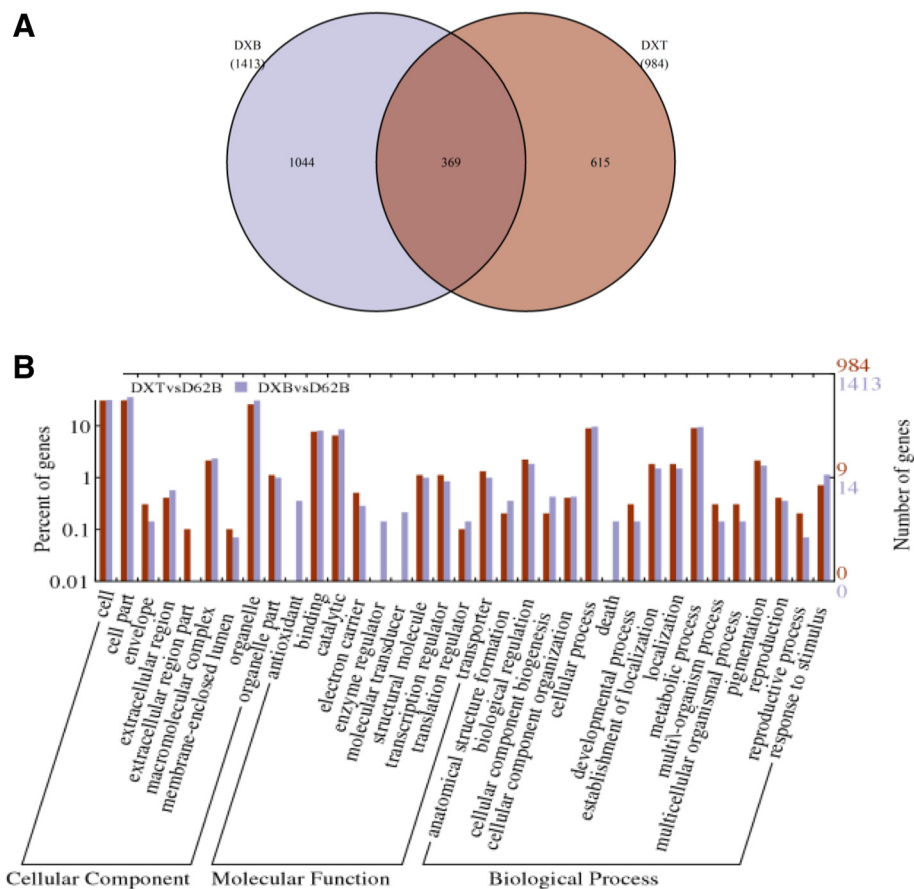 A
DXB
(1413)
DXT
(984)
1044
369
615
B
DXTvsD62B
DXBvsD62B
984
1413
10
1
0.1
0.01
9
14
0
0
Percent of genes
Number of genes
cell
cell part
envelope
extracellular region
extracellular region part
macromolecular complex
membrane-enclosed lumen
organelle
organelle part
antioxidant
binding
catalytic
electron carrier
enzyme regulator
molecular transducer
structural molecule
transcription regulator
translation regulator
transporter
anatomical structure formation
biological regulation
cellular component biogenesis
cellular component organization
cellular process
death
developmental process
establishment of localization
localization
metabolic process
multi\-organism process
multicellular organismal process
pigmentation
reproduction
reproductive process
response to stimulus
Cellular Component
Molecular Function
Biological Process